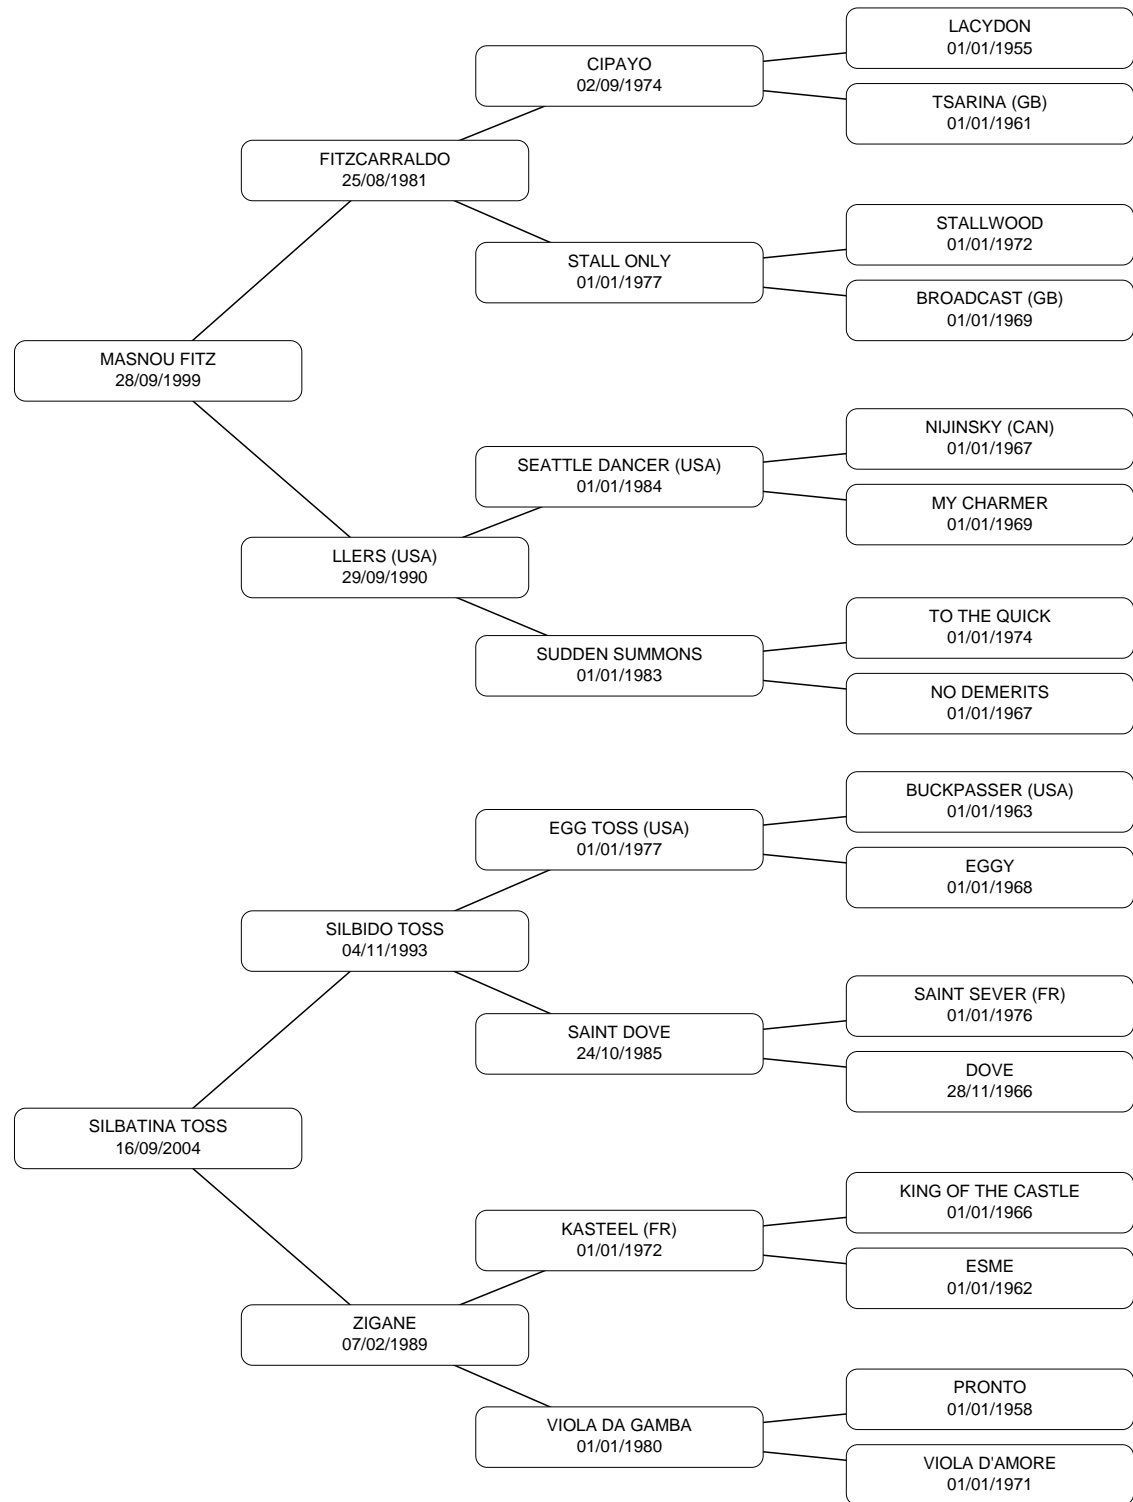 LACYDON
01/01/1955
CIPAYO
02/09/1974
TSARINA (GB)
01/01/1961
FITZCARRALDO
25/08/1981
STALLWOOD
01/01/1972
STALL ONLY
01/01/1977
BROADCAST (GB)
01/01/1969
MASNOU FITZ
28/09/1999
NIJINSKY (CAN)
01/01/1967
SEATTLE DANCER (USA)
01/01/1984
MY CHARMER
01/01/1969
LLERS (USA)
29/09/1990
TO THE QUICK
01/01/1974
SUDDEN SUMMONS
01/01/1983
NO DEMERITS
01/01/1967
BUCKPASSER (USA)
01/01/1963
EGG TOSS (USA)
01/01/1977
EGGY
01/01/1968
SILBIDO TOSS
04/11/1993
SAINT SEVER (FR)
01/01/1976
SAINT DOVE
24/10/1985
DOVE
28/11/1966
SILBATINA TOSS
16/09/2004
KING OF THE CASTLE
01/01/1966
KASTEEL (FR)
01/01/1972
ESME
01/01/1962
ZIGANE
07/02/1989
PRONTO
01/01/1958
VIOLA DA GAMBA
01/01/1980
VIOLA D'AMORE
01/01/1971